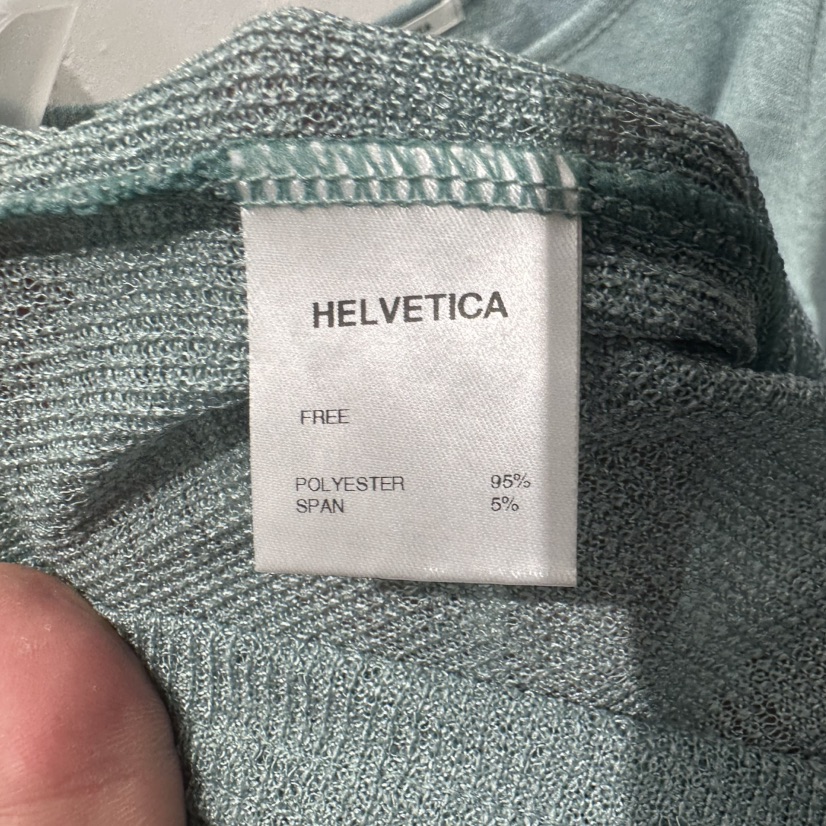 HELVETICA
FREE
POLYESTER 95%
SPAN 5%